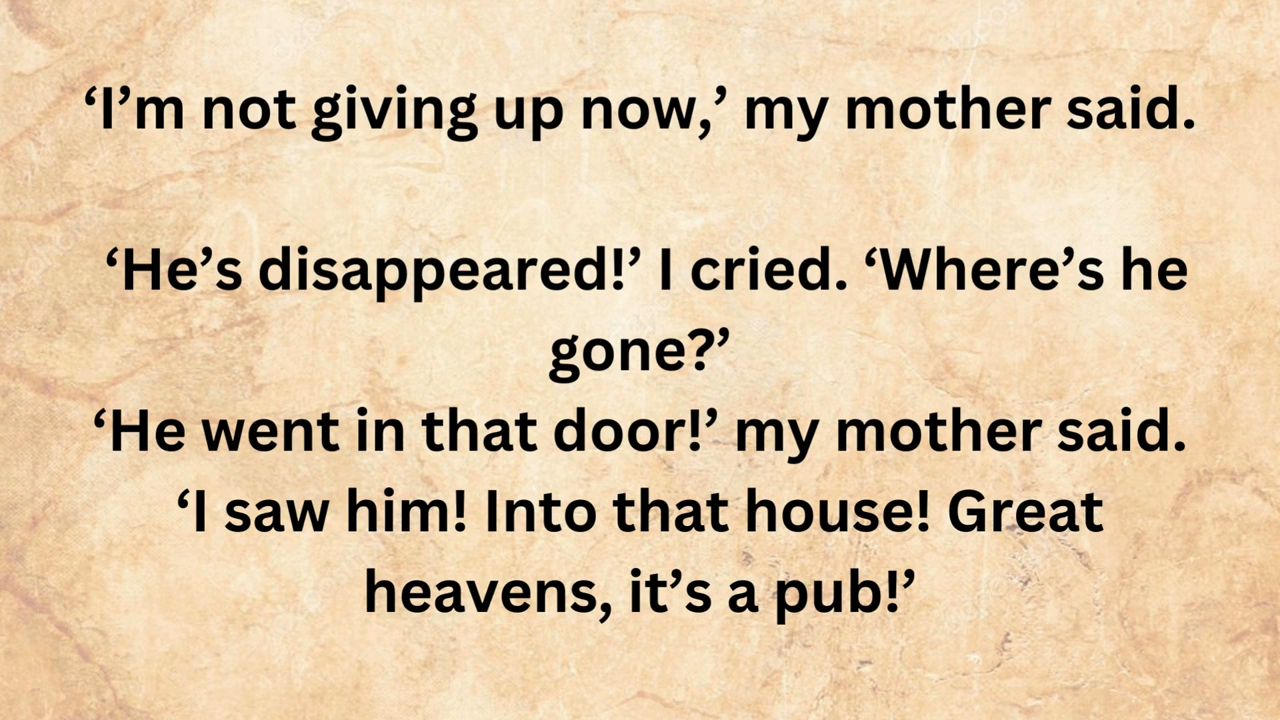 ‘I’m not giving up now,’ my mother said.
‘He’s disappeared!’ I cried. ‘Where’s he
gone?’
‘He went in that door!’ my mother said.
‘I saw him! Into that house! Great
heavens, it’s a pub!’